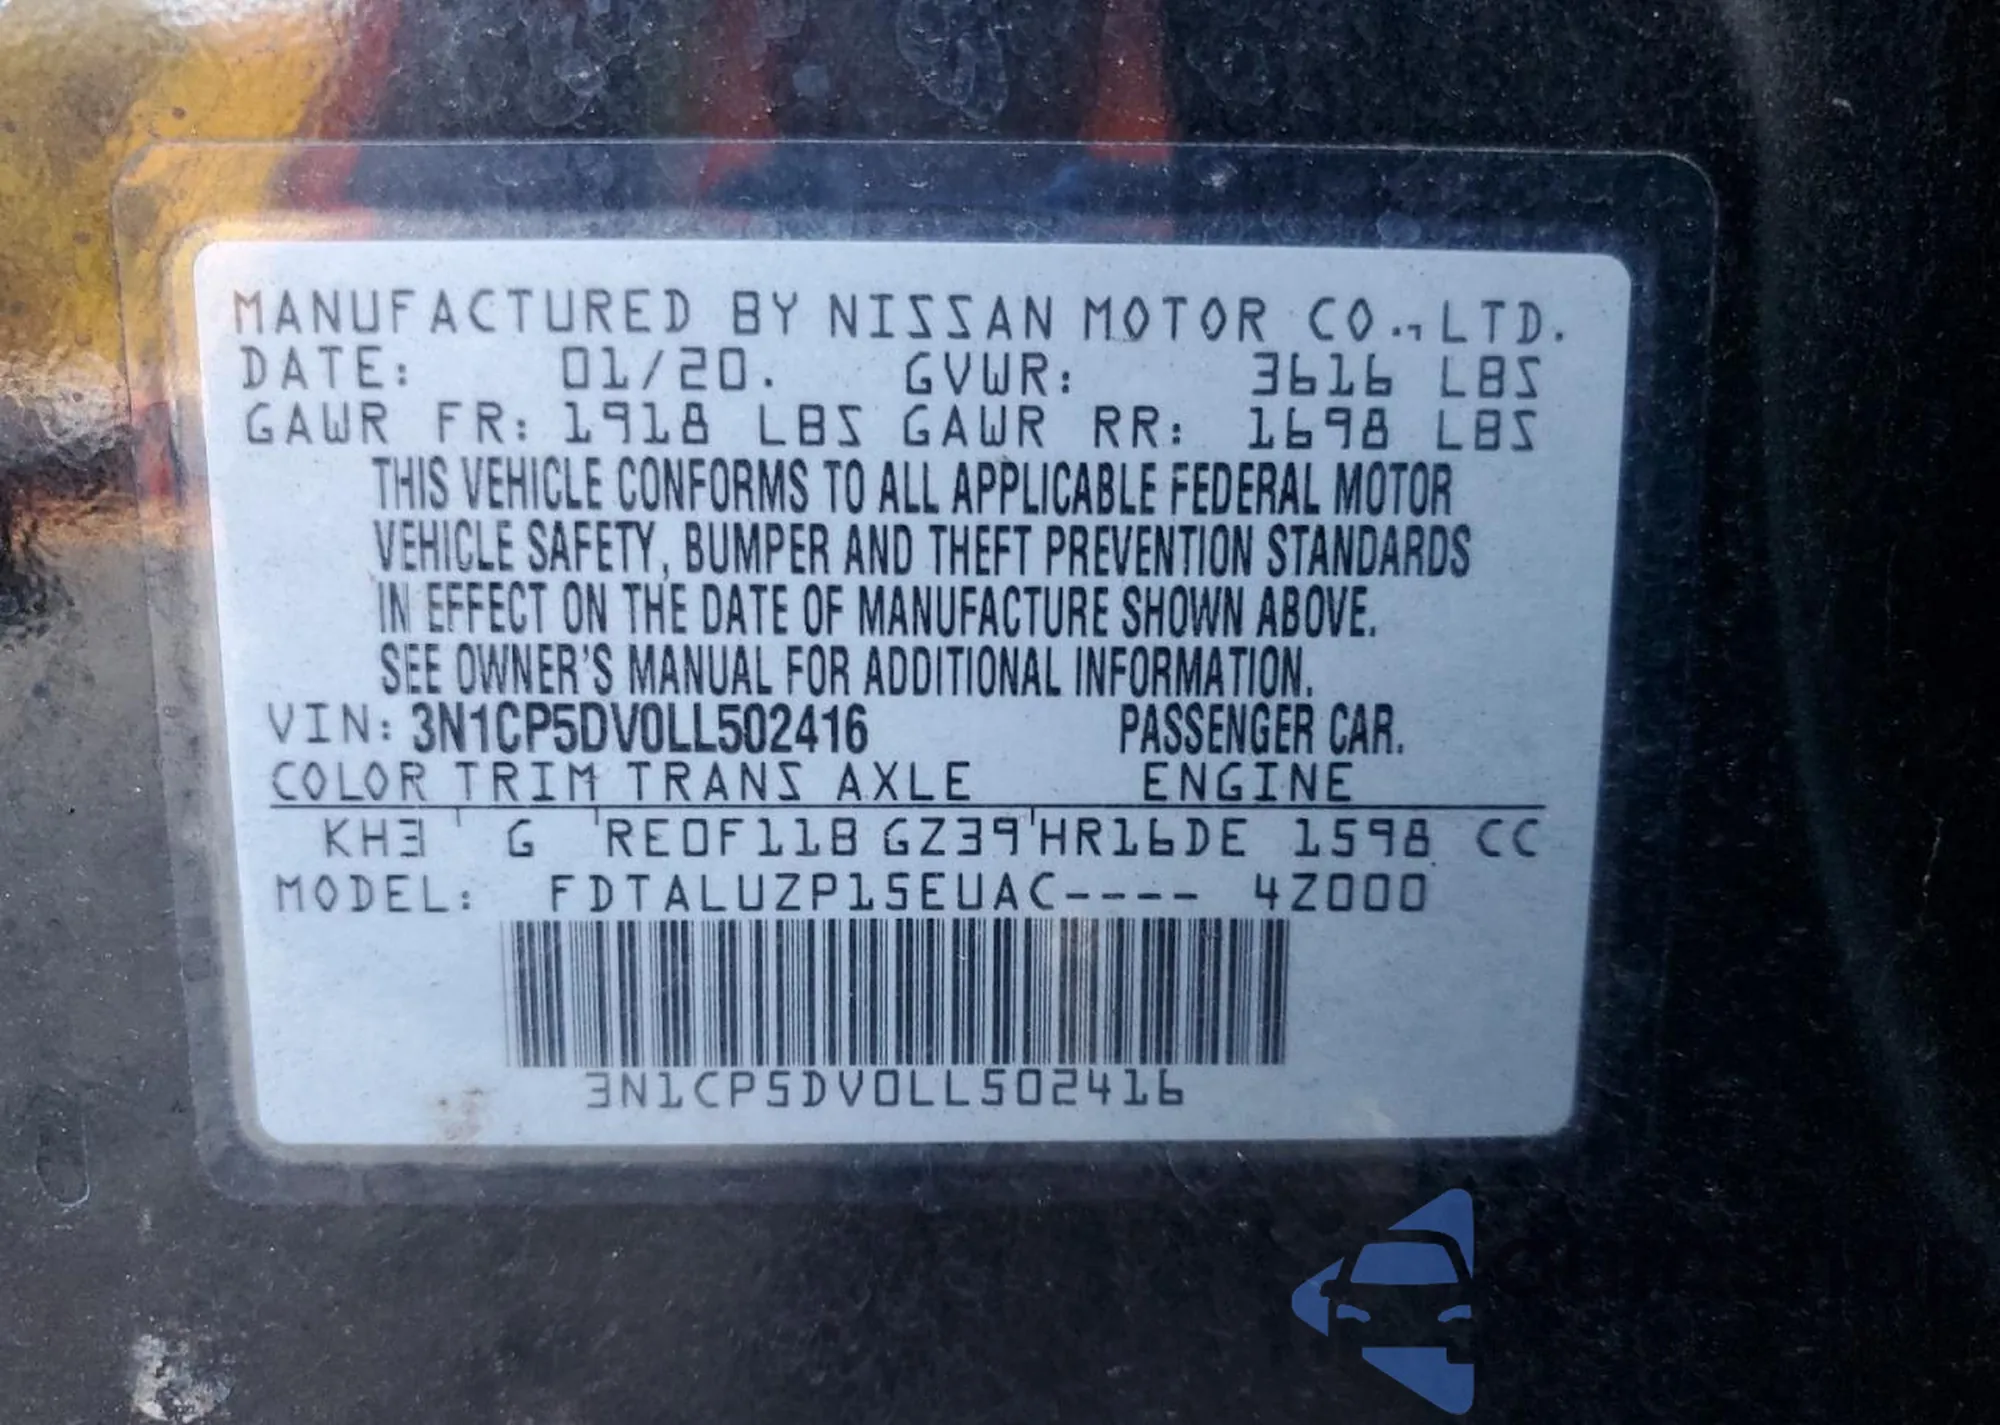 MANUFACTURED BY NISSAN MOTOR CO., LTD.
DATE: 01/20. GVWR: 3616 LBS
GAWR FR: 1918 LBS GAWR RR: 1698 LBS
THIS VEHICLE CONFORMS TO ALL APPLICABLE FEDERAL MOTOR
VEHICLE SAFETY, BUMPER AND THEFT PREVENTION STANDARDS
IN EFFECT ON THE DATE OF MANUFACTURE SHOWN ABOVE.
SEE OWNER'S MANUAL FOR ADDITIONAL INFORMATION.
VIN: 3N1CP5DV0LL502416 PASSENGER CAR.
COLOR TRIM TRANS AXLE ENGINE
KH3 G RE0F11B GZ39 HR16DE 1598 CC
MODEL: FDTALUZP15EUAC---- 4Z000
3N1CP5DV0LL502416